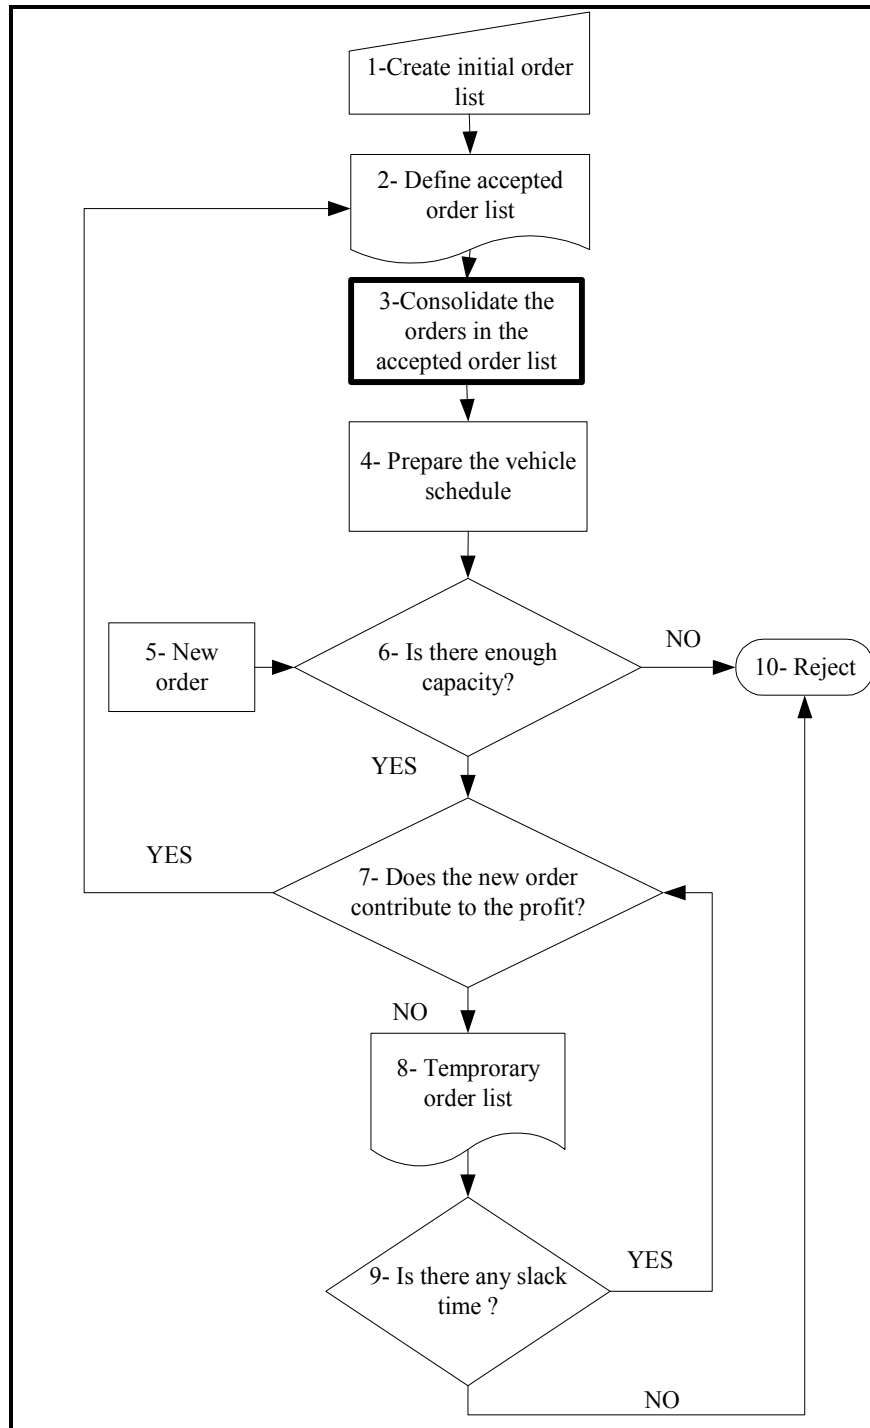 1-Create initial order
list
2- Define accepted
order list
3-Consolidate the
orders in the
accepted order list
4- Prepare the vehicle
schedule
5- New
order
6- Is there enough
capacity?
NO
10- Reject
YES
YES
7- Does the new order
contribute to the profit?
NO
8- Temprorary
order list
9- Is there any slack
time ?
YES
NO